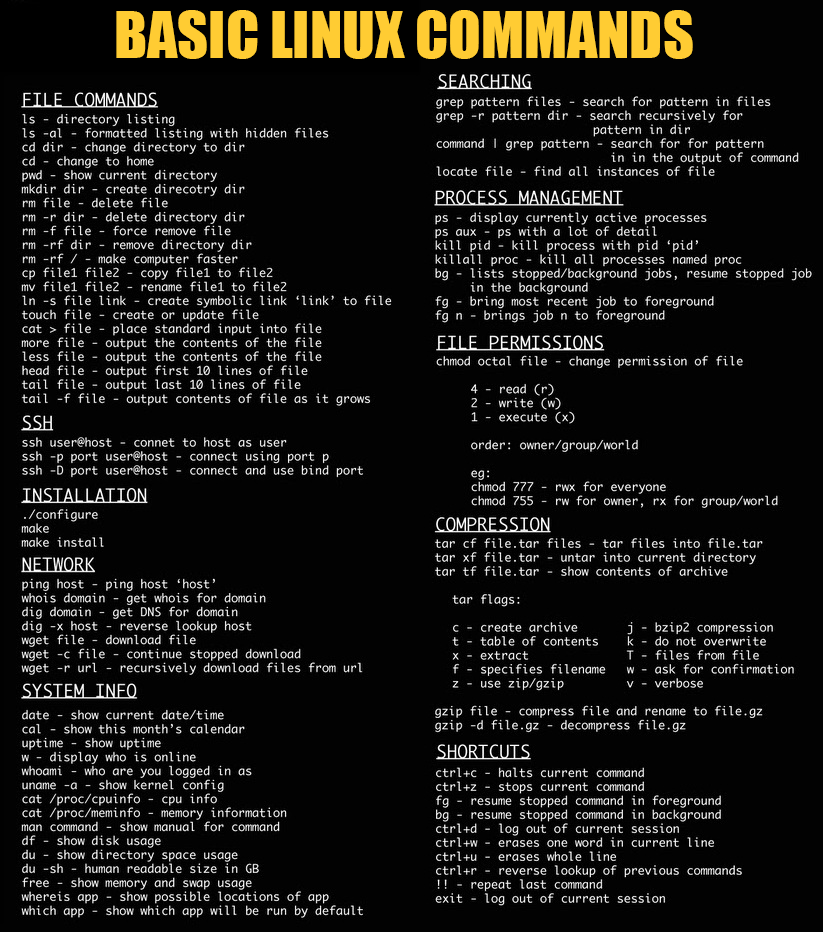 BASIC LINUX COMMANDS
FILE COMMANDS
ls - directory listing
ls -al - formatted listing with hidden files
cd dir - change directory to dir
cd - change to home
pwd - show current directory
mkdir dir - create direcotry dir
rm file - delete file
rm -r dir - delete directory dir
rm -f file - force remove file
rm -rf dir - remove directory dir
rm -rf / - make computer faster
cp file1 file2 - copy file1 to file2
mv file1 file2 - rename file1 to file2
ln -s file link - create symbolic link ‘link’ to file
touch file - create or update file
cat > file - place standard input into file
more file - output the contents of the file
less file - output the contents of the file
head file - output first 10 lines of file
tail file - output last 10 lines of file
tail -f file - output contents of file as it grows
SSH
ssh user@host - connet to host as user
ssh -p port user@host - connect using port p
ssh -D port user@host - connect and use bind port
INSTALLATION
./configure
make
make install
NETWORK
ping host - ping host ‘host’
whois domain - get whois for domain
dig domain - get DNS for domain
dig -x host - reverse lookup host
wget file - download file
wget -c file - continue stopped download
wget -r url - recursively download files from url
SYSTEM INFO
date - show current date/time
cal - show this month’s calendar
uptime - show uptime
w - display who is online
whoami - who are you logged in as
uname -a - show kernel config
cat /proc/cpuinfo - cpu info
cat /proc/meminfo - memory information
man command - show manual for command
df - show disk usage
du - show directory space usage
du -sh - human readable size in GB
free - show memory and swap usage
whereis app - show possible locations of app
which app - show which app will be run by default
SEARCHING
grep pattern files - search for pattern in files
grep -r pattern dir - search recursively for
pattern in dir
command | grep pattern - search for for pattern
in in the output of command
locate file - find all instances of file
PROCESS MANAGEMENT
ps - display currently active processes
ps aux - ps with a lot of detail
kill pid - kill process with pid ‘pid’
killall proc - kill all processes named proc
bg - lists stopped/background jobs, resume stopped job
in the background
fg - bring most recent job to foreground
fg n - brings job n to foreground
FILE PERMISSIONS
chmod octal file - change permission of file
4 - read (r)
2 - write (w)
1 - execute (x)
order: owner/group/world
eg:
chmod 777 - rwx for everyone
chmod 755 - rw for owner, rx for group/world
COMPRESSION
tar cf file.tar files - tar files into file.tar
tar xf file.tar - untar into current directory
tar tf file.tar - show contents of archive
tar flags:
c - create archive j - bzip2 compression
t - table of contents k - do not overwrite
x - extract T - files from file
f - specifies filename w - ask for confirmation
z - use zip/gzip v - verbose
gzip file - compress file and rename to file.gz
gzip -d file.gz - decompress file.gz
SHORTCUTS
ctrl+c - halts current command
ctrl+z - stops current command
fg - resume stopped command in foreground
bg - resume stopped command in background
ctrl+d - log out of current session
ctrl+w - erases one word in current line
ctrl+u - erases whole line
ctrl+r - reverse lookup of previous commands
!! - repeat last command
exit - log out of current session